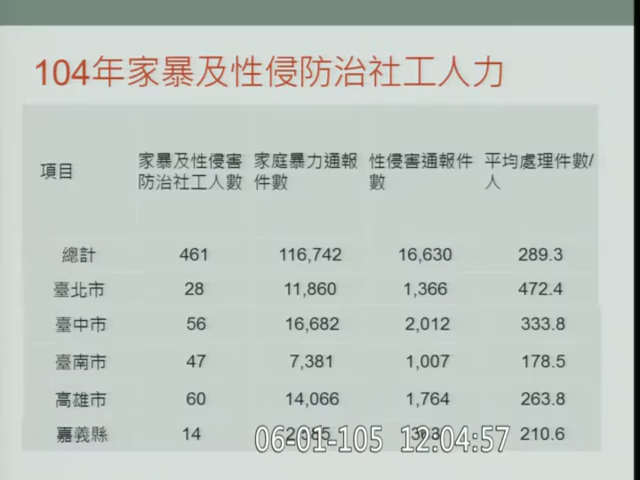 104年家暴及性侵防治社工人力
項目 家暴及性侵害 家庭暴力通報 性侵害通報件 平均處理件數/
防治社工人數 件數 數 人
總計 461 116,742 16,630 289.3
臺北市 28 11,860 1,366 472.4
臺中市 56 16,682 2,012 333.8
臺南市 47 7,381 1,007 178.5
高雄市 60 14,066 1,764 263.8
嘉義縣 14 210.6
06-01-105 12:04:57